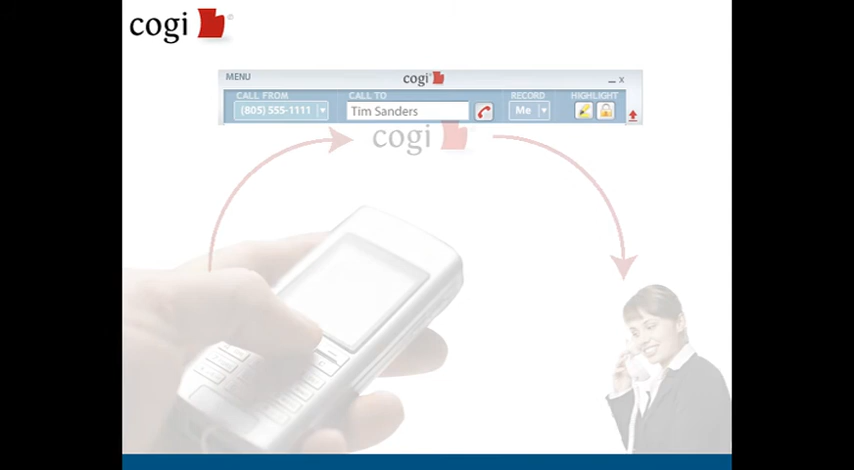 cogi
MENU
cogi
x
CALL FROM
CALL TO
RECORD
HIGHLIGHT
(805) 555-1111
Tim Sanders
Me
cogi